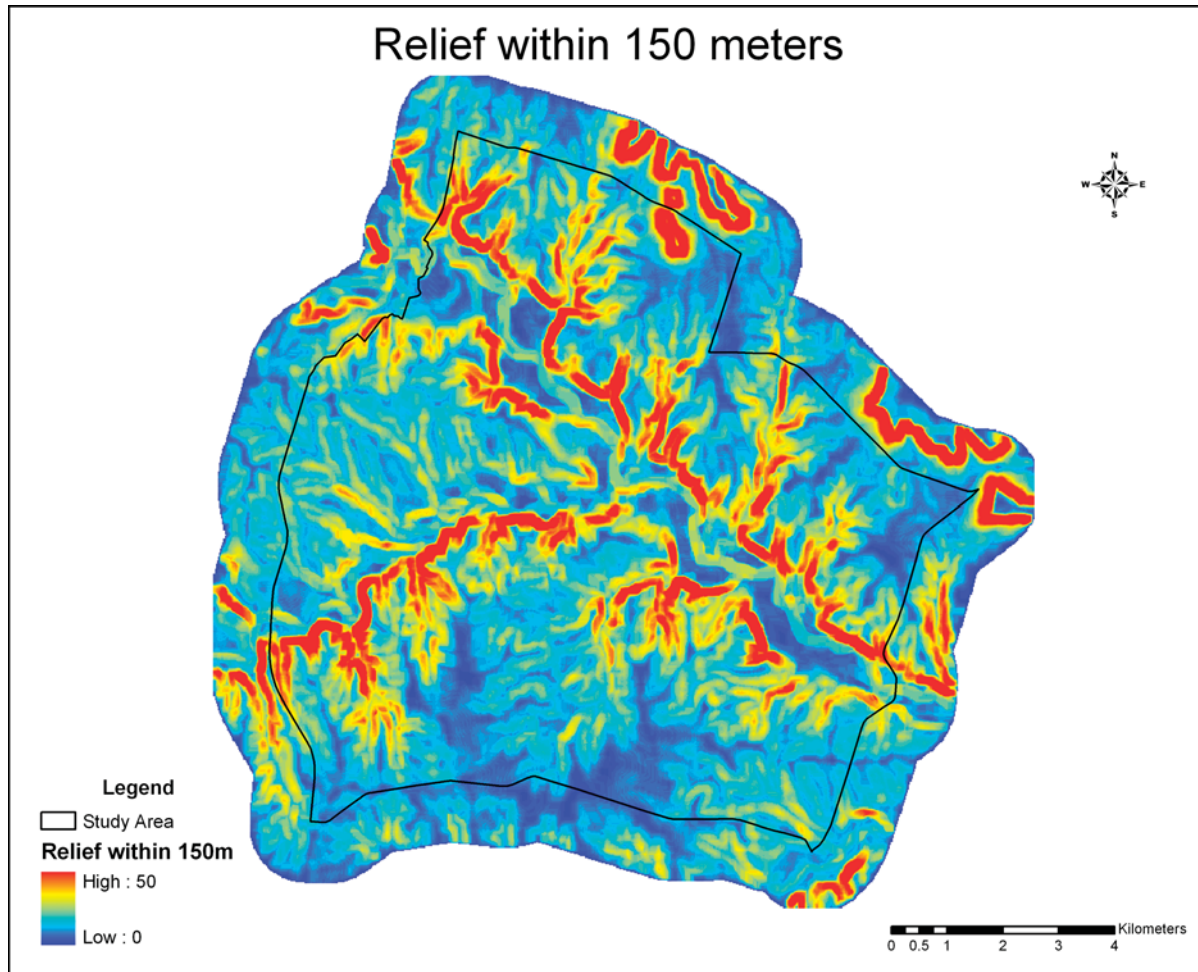 Relief within 150 meters
N
W E
S
Legend
Study Area
Relief within 150m
High : 50
Low : 0
Kilometers
0 0.5 1 2 3 4